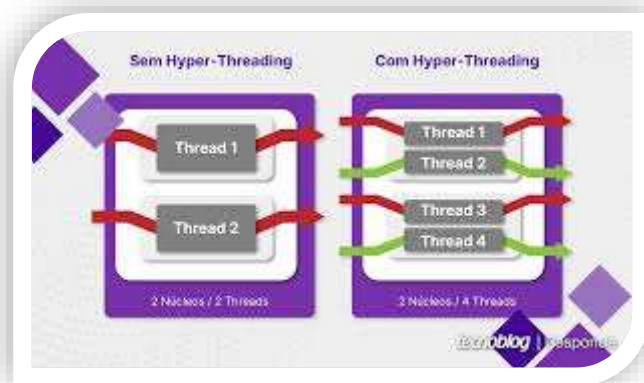 Sem Hyper-Threading
Com Hyper-Threading
Thread 1
Thread 2
2 Núcleos / 2 Threads
Thread 1
Thread 2
Thread 3
Thread 4
2 Núcleos / 4 Threads
tecnoblog | responde